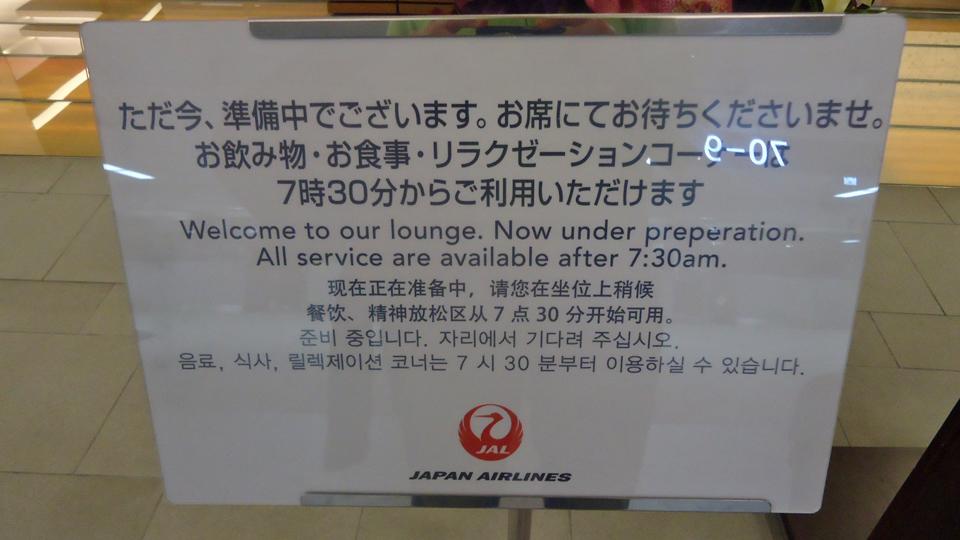 ただ今、準備中でございます。お席にてお待ちくださいませ。
お飲み物・お食事・リラクゼーションコーナーは
7時30分からご利用いただけます
Welcome to our lounge. Now under preperation.
All service are available after 7:30am.
现在正在准备中，请您在坐位上稍候
餐饮、精神放松区从 7 点 30 分开始可用。
준비 중입니다. 자리에서 기다려 주십시오.
음료, 식사, 릴렉제이션 코너는 7 시 30 분부터 이용하실 수 있습니다.
JAL
JAPAN AIRLINES